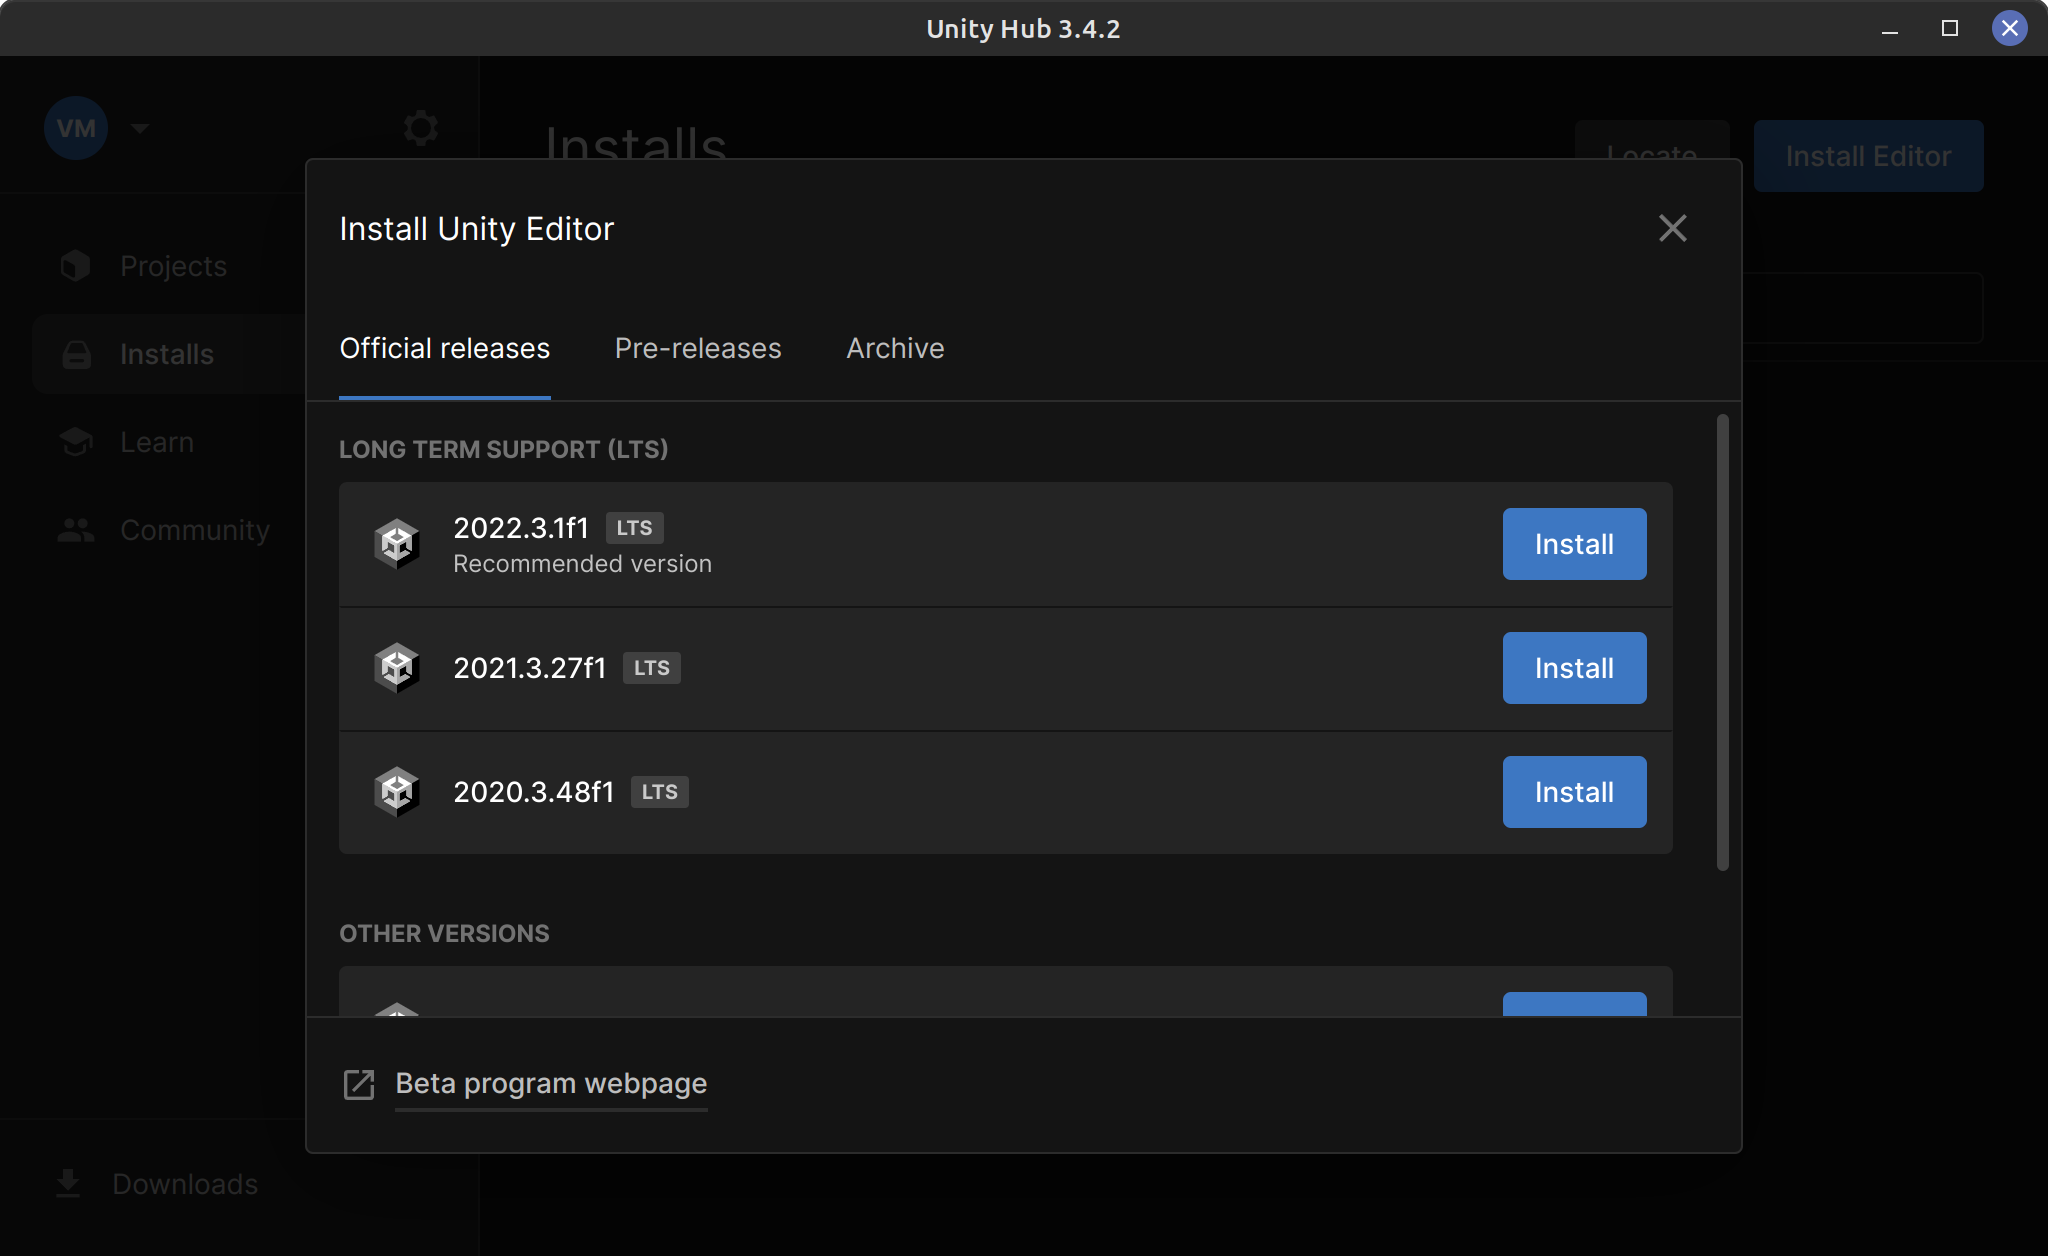 Unity Hub 3.4.2
VM
Installs
Locate
Install Editor
Projects
Installs
Learn
Community
Downloads
Install Unity Editor
Official releases
Pre-releases
Archive
LONG TERM SUPPORT (LTS)
2022.3.1f1 LTS
Recommended version
Install
2021.3.27f1 LTS
Install
2020.3.48f1 LTS
Install
OTHER VERSIONS
Beta program webpage